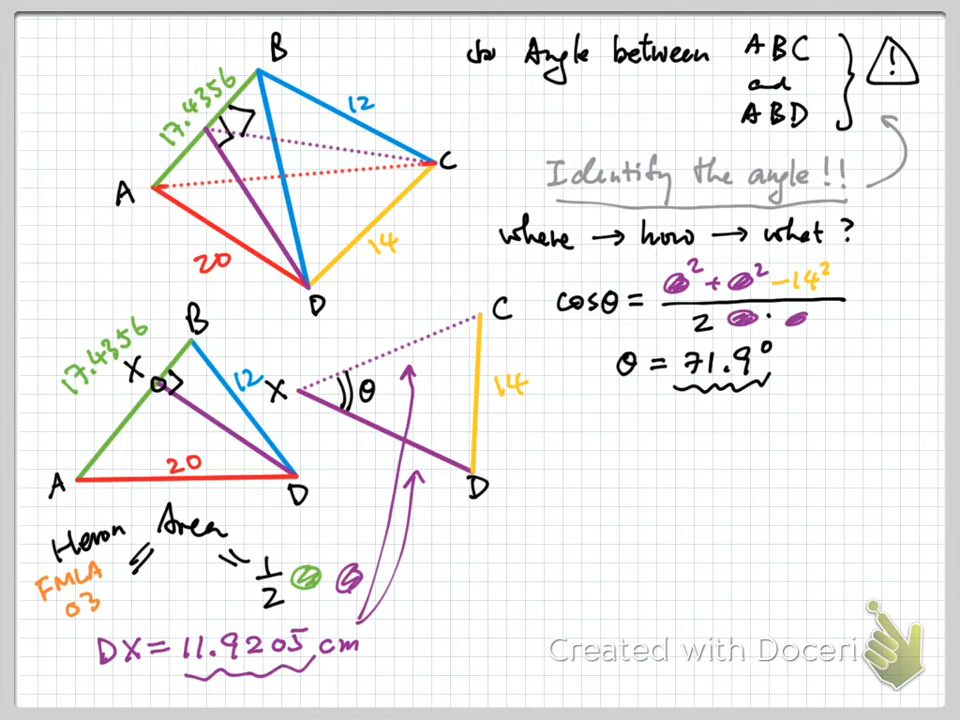 B
17.4356
12
A
C
20
14
D
Angle between ABC
and
ABD
!
Identify the angle!!
where → how → what?
cosθ = ² + ² - 14²
2 ·
θ = 71.9°
B
17.4356
X
12
A
20
D
C
X
θ
14
D
Heron Area
= =
FMLA
03
1
2
DX = 11.9205 cm
Created with Doceri